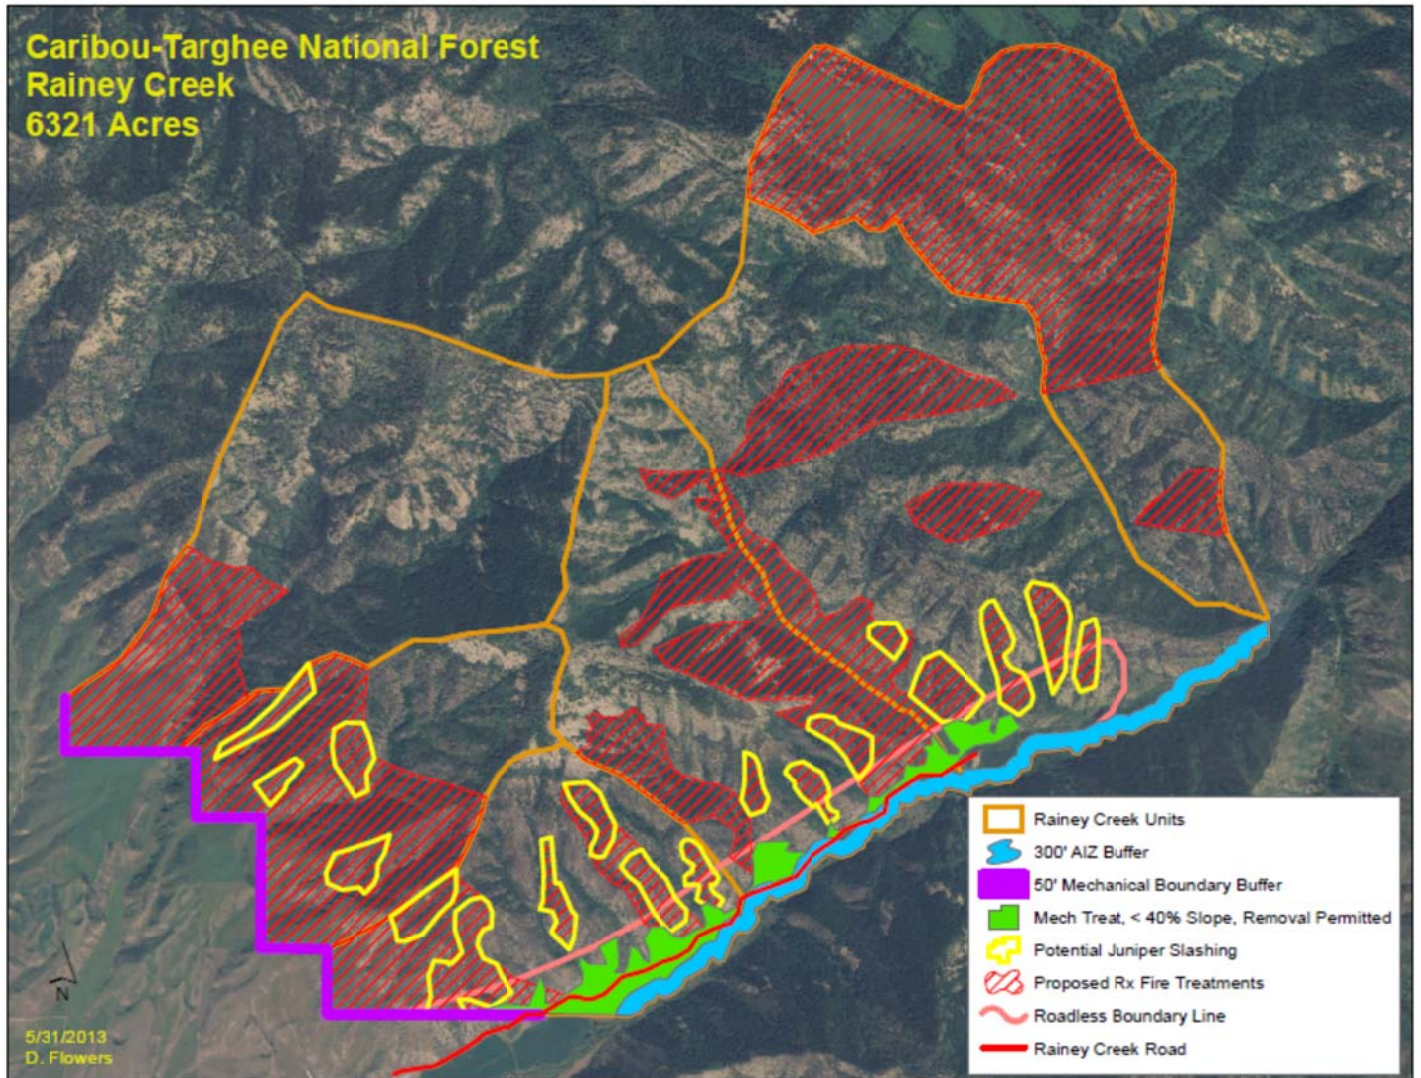 Caribou-Targhee National Forest
Rainey Creek
6321 Acres
Rainey Creek Units
300' AIZ Buffer
50' Mechanical Boundary Buffer
Mech Treat, < 40% Slope, Removal Permitted
Potential Juniper Slashing
Proposed Rx Fire Treatments
Roadless Boundary Line
Rainey Creek Road
N
5/31/2013
D. Flowers